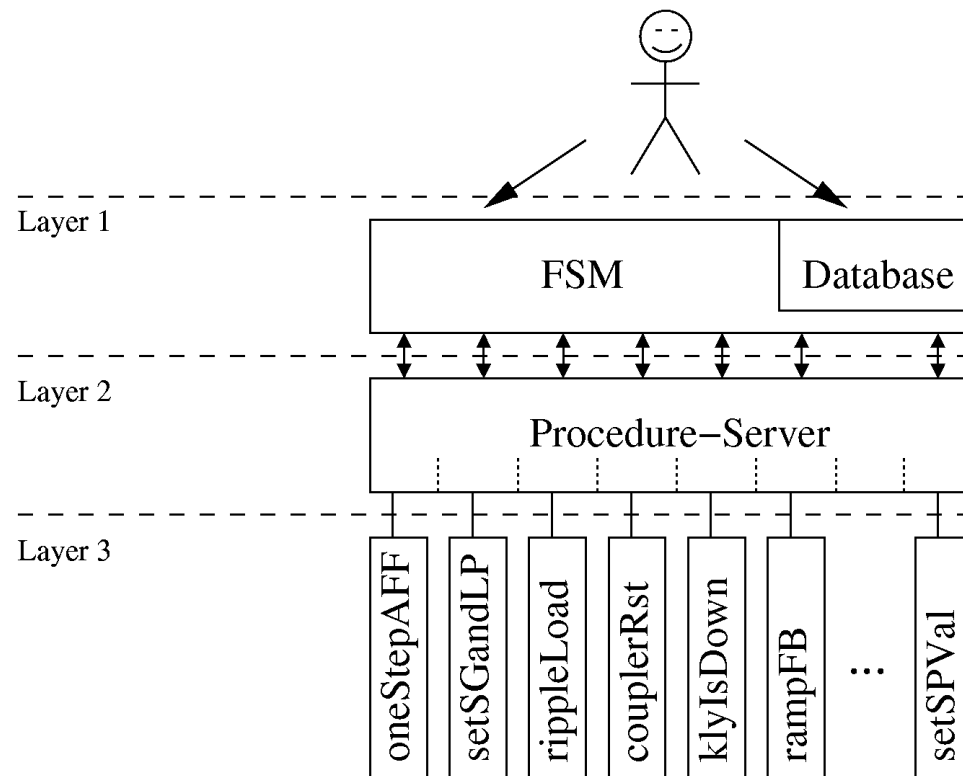 Layer 1
FSM
Database
Layer 2
Procedure−Server
Layer 3
oneStepAFF
setSGandLP
rippleLoad
couplerRst
klyIsDown
rampFB
...
setSPVal